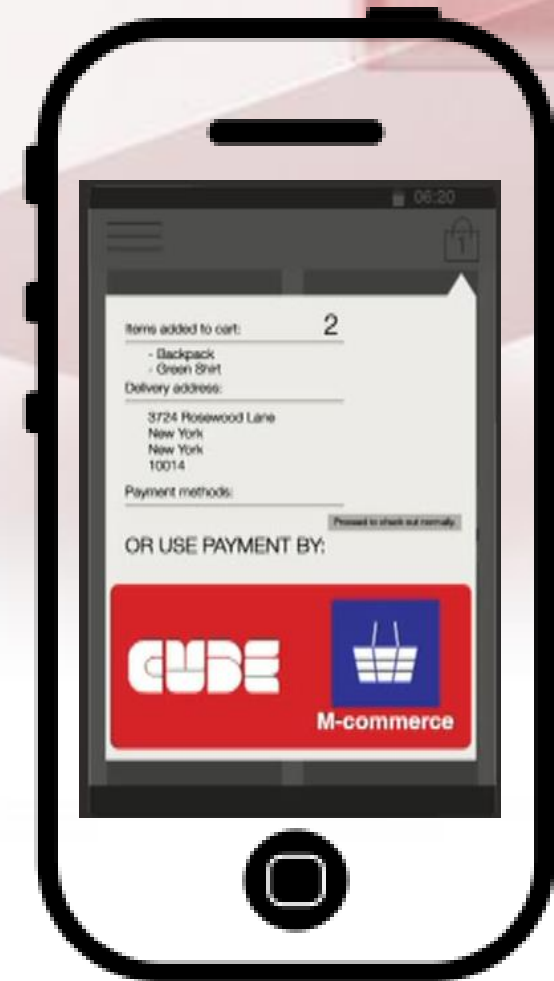 06:20
1
Items added to cart: 2
- Backpack
- Green Shirt
Delivery address:
3724 Rosewood Lane
New York
New York
10014
Payment methods:
Proceed to check out normally.
OR USE PAYMENT BY:
CUBE
M-commerce